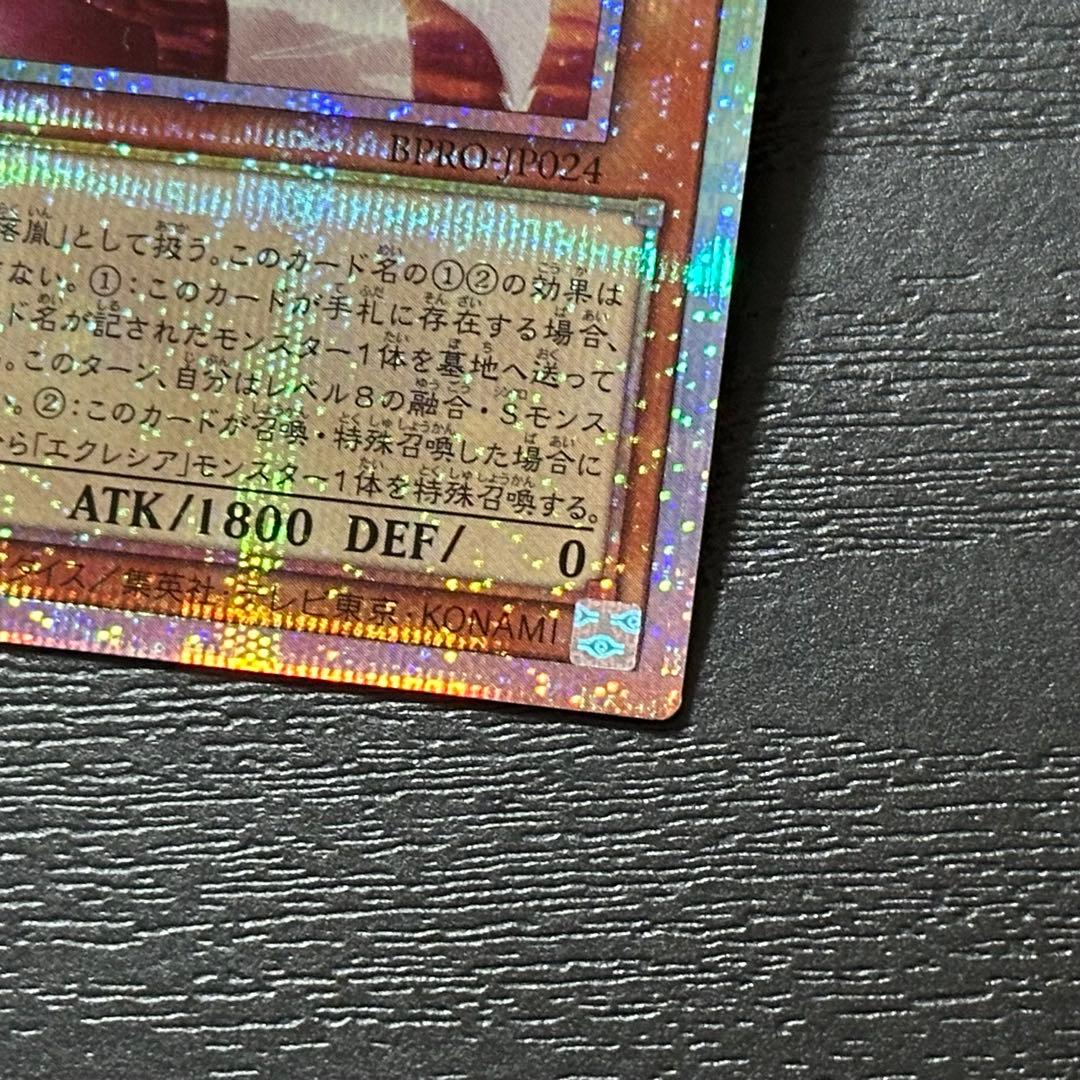 BPRO-JP024
落胤」として扱う。このカード名の①②の効果は
ない。①:このカードが手札に存在する場合、
ド名が記されたモンスター1体を墓地へ送って
。このターン、自分はレベル8の融合・Sモンス
。②:このカードが召喚・特殊召喚した場合に
ら「エクレシア」モンスター1体を特殊召喚する。
ATK/1800 DEF/ 0
ダイス/集英社・テレビ東京・KONAMI